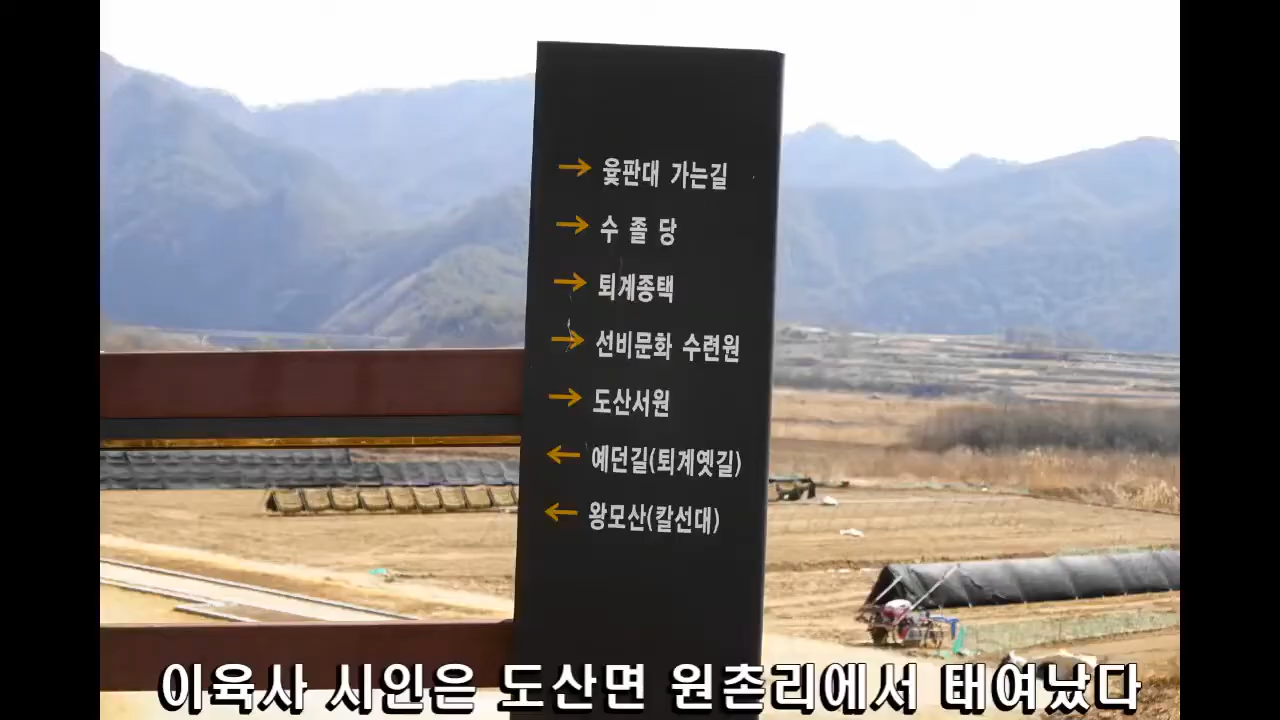 → 윷판대 가는길
→ 수 졸 당
→ 퇴계종택
→ 선비문화 수련원
→ 도산서원
← 예던길(퇴계옛길)
← 왕모산(칼선대)
이육사 시인은 도산면 원촌리에서 태여났다